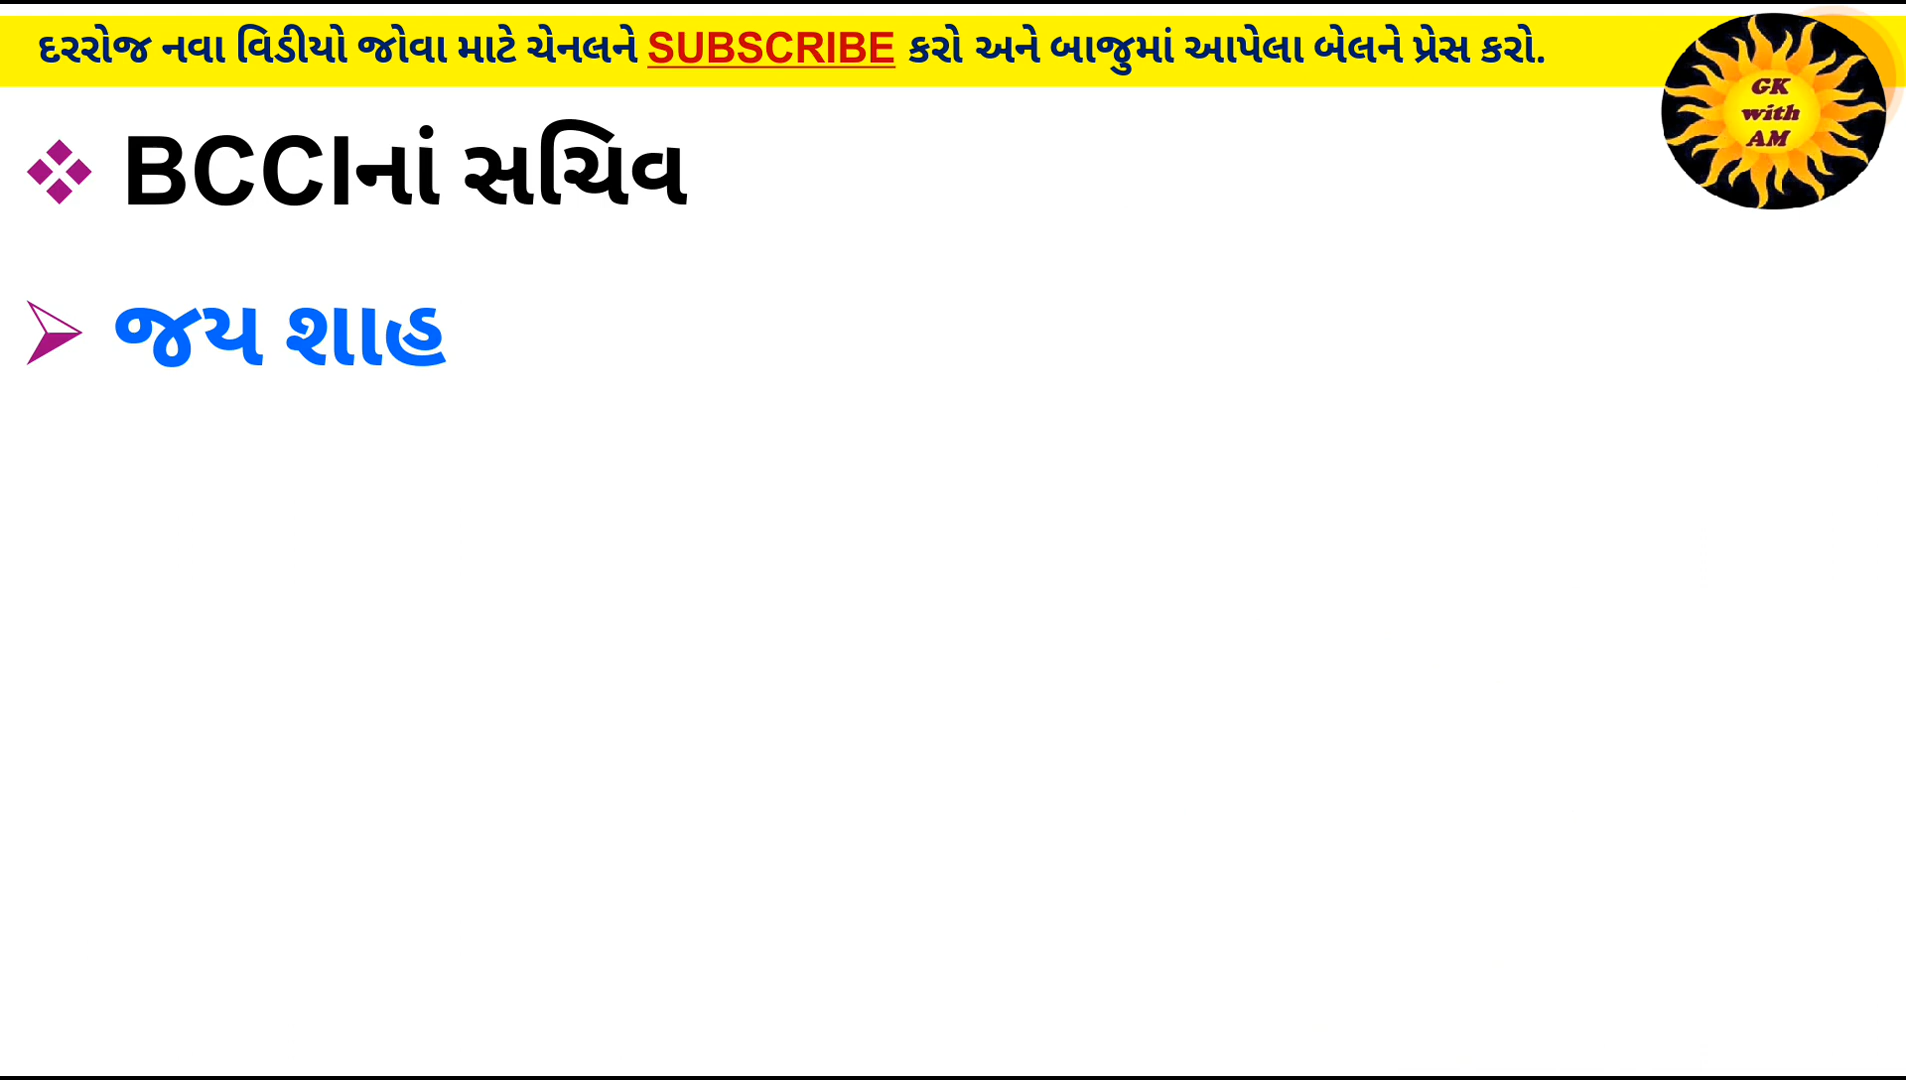 દરરોજ નવા વિડીયો જોવા માટે ચેનલને SUBSCRIBE કરો અને બાજુમાં આપેલા બેલને પ્રેસ કરો.
GK
with
AM
BCCIનાં સચિવ
જય શાહ